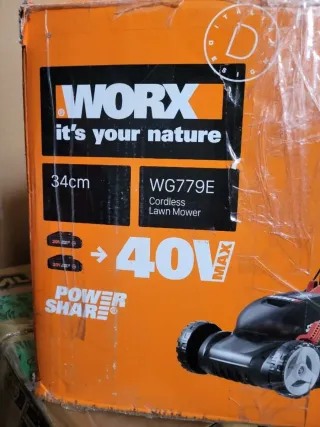 WORX
it's your nature
34cm
WG779E
Cordless
Lawn Mower
40V MAX
POWER
SHARE